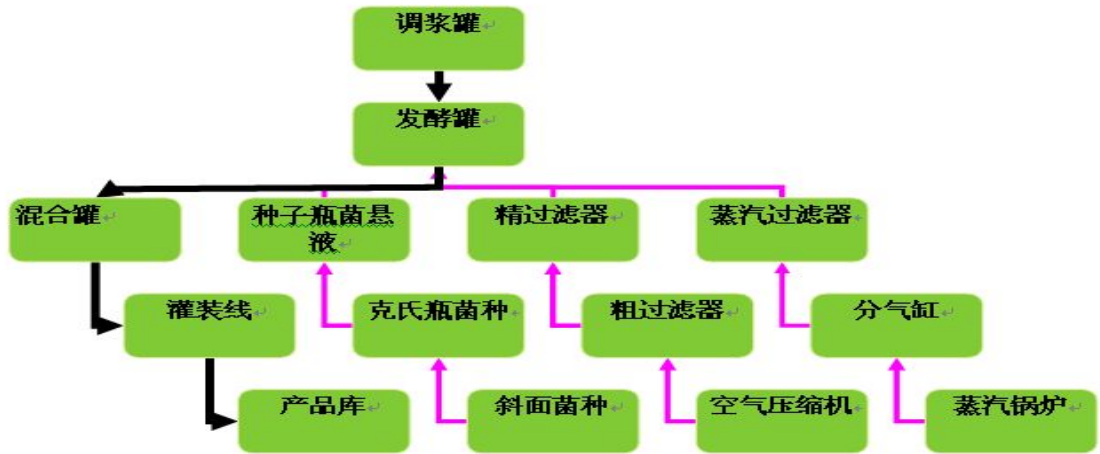 调浆罐
发酵罐
混合罐
种子瓶菌悬
液
精过滤器
蒸汽过滤器
灌装线
克氏瓶菌种
粗过滤器
分气缸
产品库
斜面菌种
空气压缩机
蒸汽锅炉